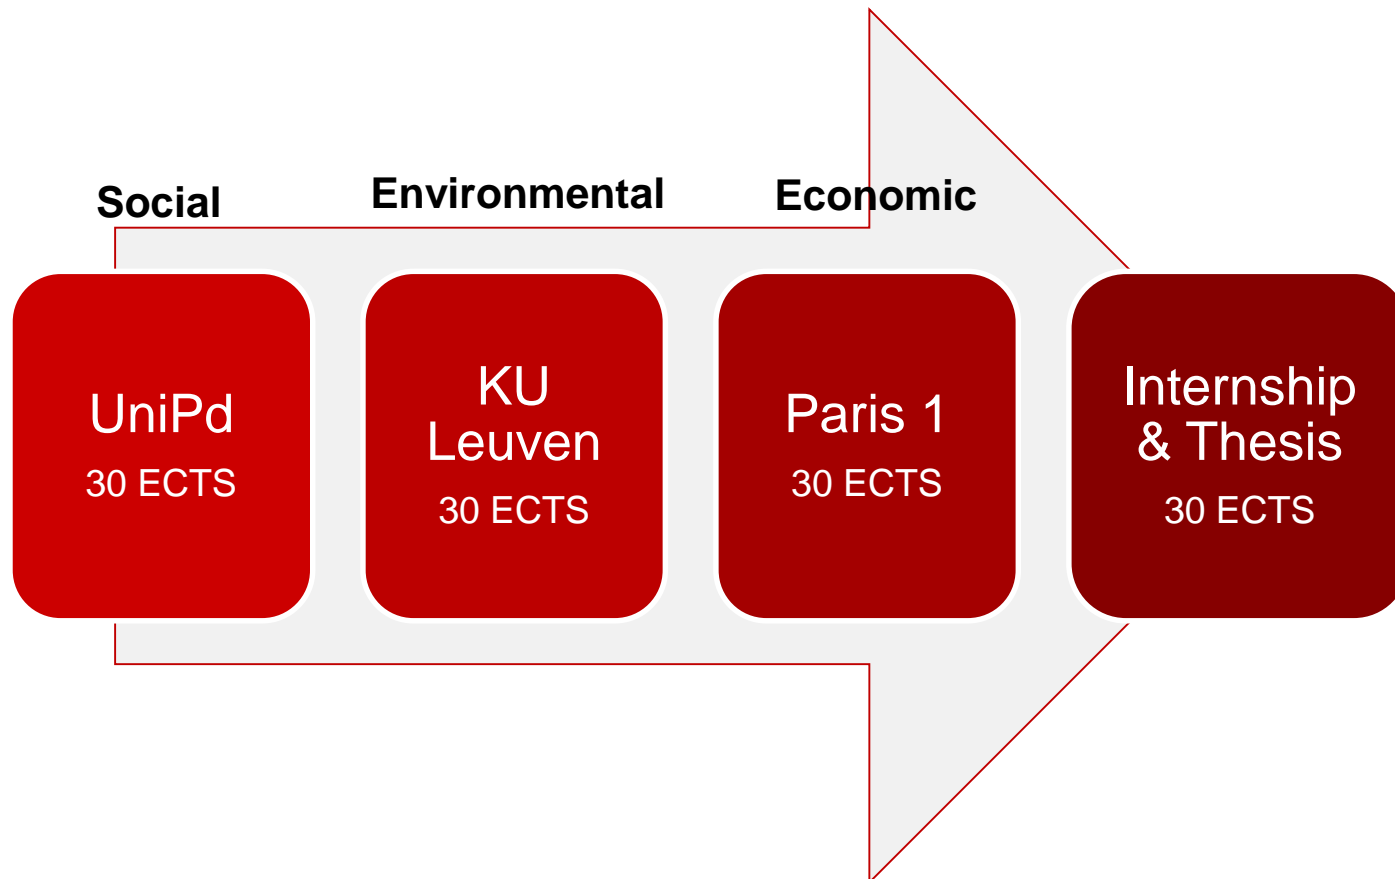 Social
Environmental
Economic
UniPd
30 ECTS
KU
Leuven
30 ECTS
Paris 1
30 ECTS
Internship
& Thesis
30 ECTS